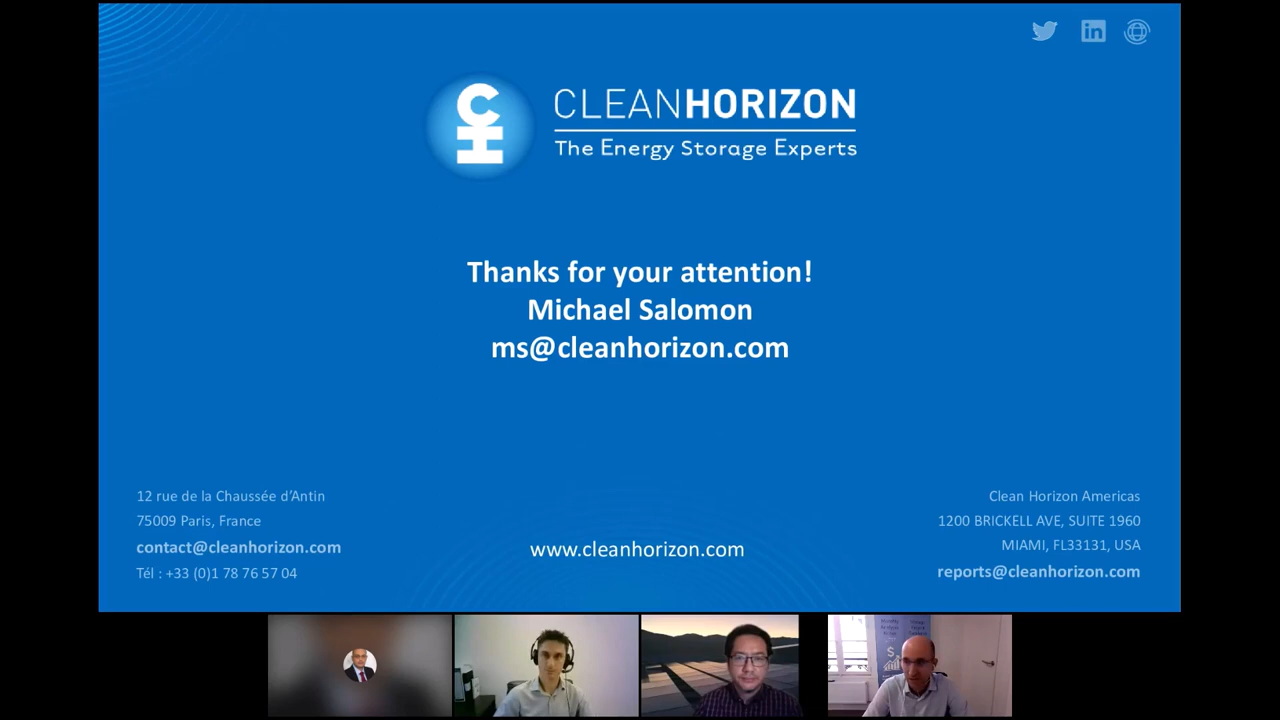 CLEANHORIZON
The Energy Storage Experts
Thanks for your attention!
Michael Salomon
ms@cleanhorizon.com
12 rue de la Chaussée d’Antin
75009 Paris, France
contact@cleanhorizon.com
Tél : +33 (0)1 78 76 57 04
www.cleanhorizon.com
Clean Horizon Americas
1200 BRICKELL AVE, SUITE 1960
MIAMI, FL33131, USA
reports@cleanhorizon.com